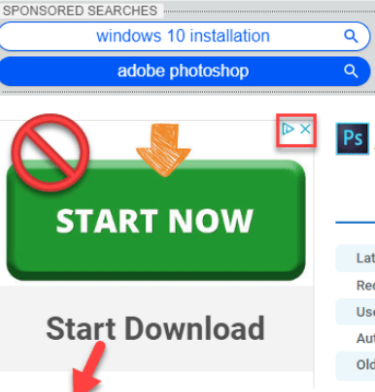 SPONSORED SEARCHES
windows 10 installation
adobe photoshop
Ps
START NOW
Start Download
Lat
Re
Use
Aut
Old